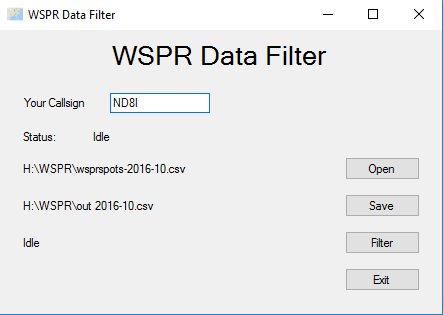 WSPR Data Filter
WSPR Data Filter
Your Callsign ND8I
Status: Idle
H:\WSPR\wsprspots-2016-10.csv Open
H:\WSPR\out 2016-10.csv Save
Idle Filter
Exit